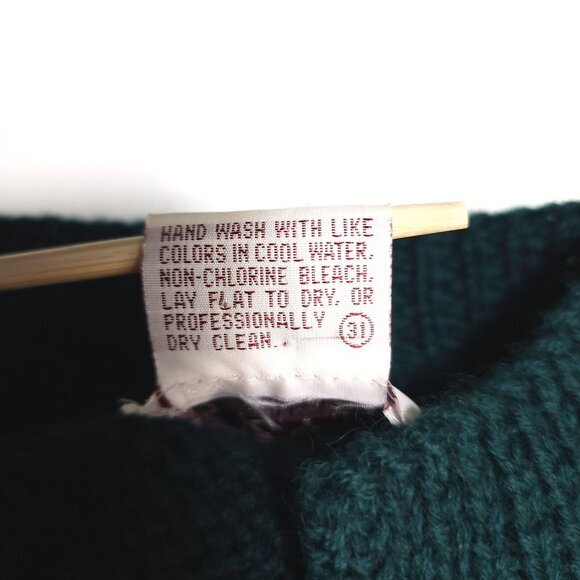 HAND WASH WITH LIKE
COLORS IN COOL WATER.
NON-CHLORINE BLEACH.
LAY FLAT TO DRY. OR
PROFESSIONALLY
DRY CLEAN..
31